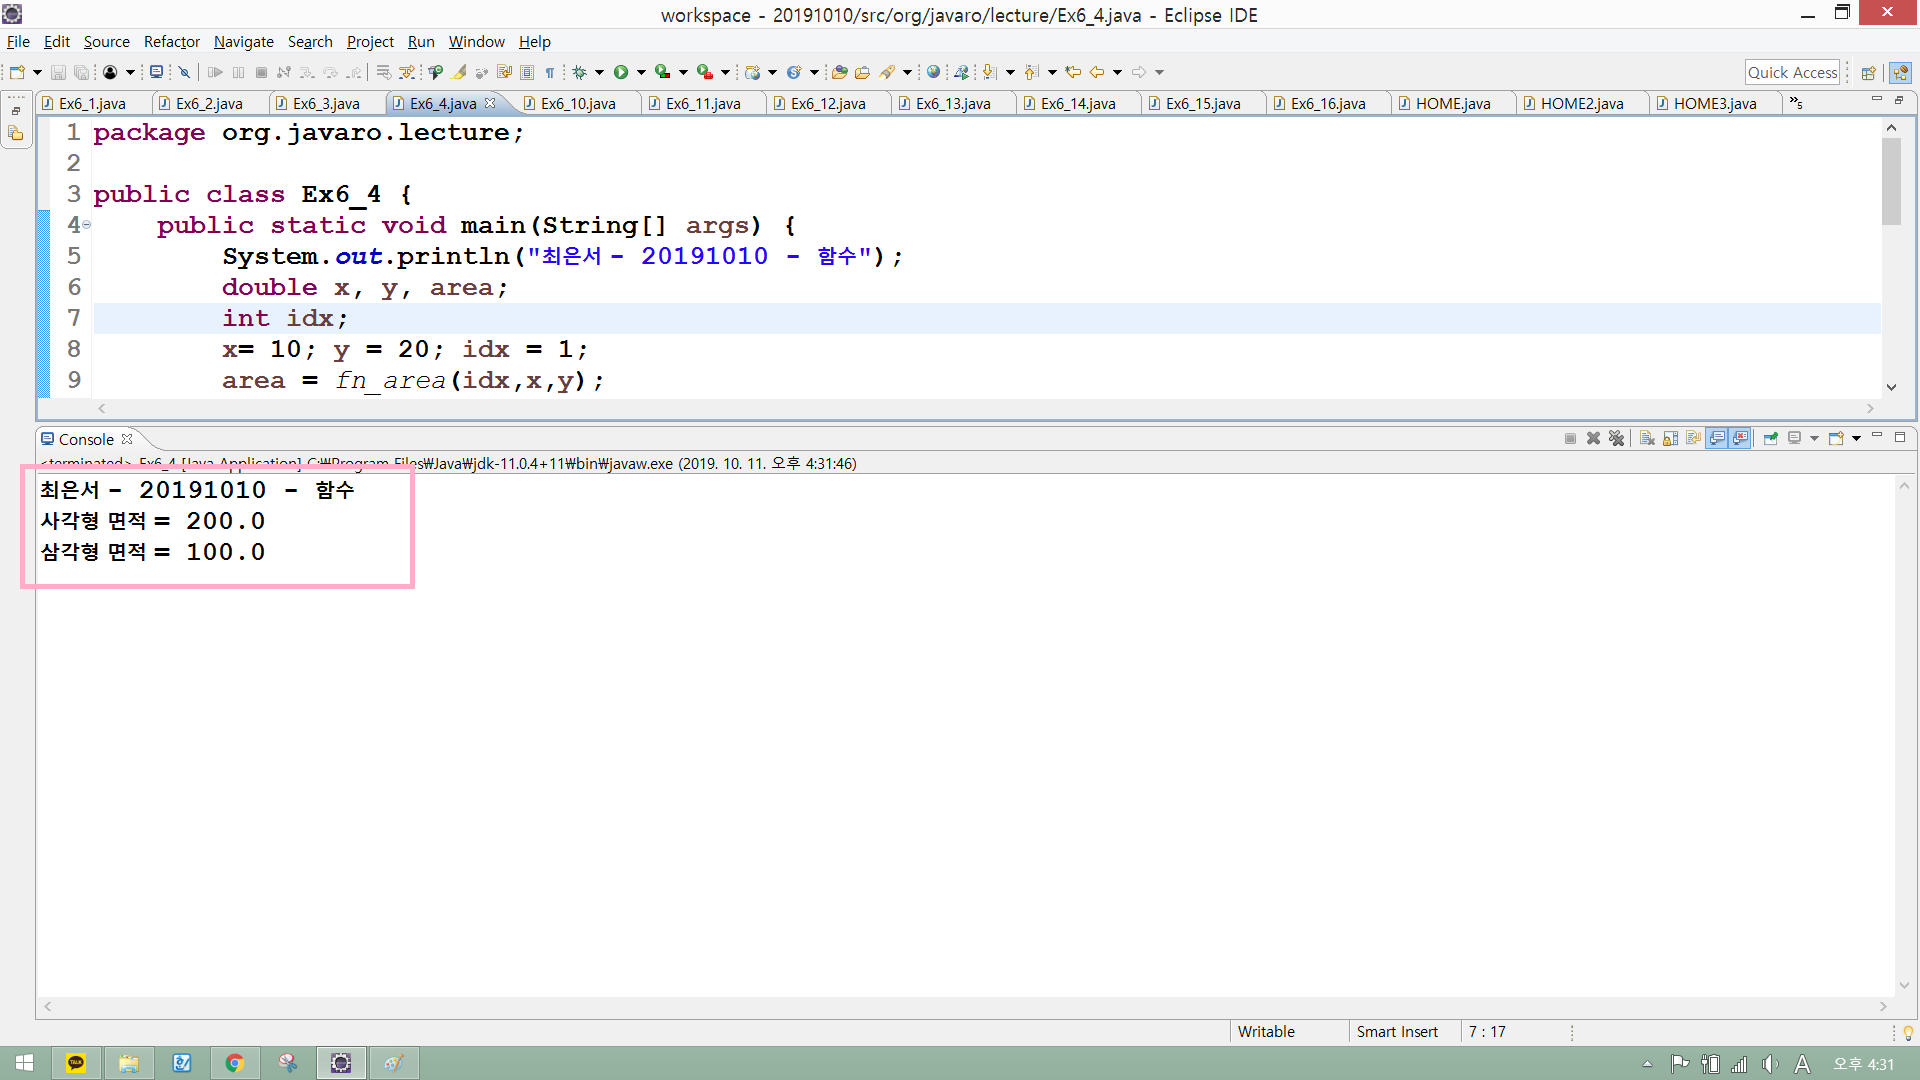 workspace - 20191010/src/org/javaro/lecture/Ex6_4.java - Eclipse IDE
File Edit Source Refactor Navigate Search Project Run Window Help
Quick Access
Ex6_1.java Ex6_2.java Ex6_3.java Ex6_4.java Ex6_10.java Ex6_11.java Ex6_12.java Ex6_13.java Ex6_14.java Ex6_15.java Ex6_16.java HOME.java HOME2.java HOME3.java »5
1 package org.javaro.lecture;
2
3 public class Ex6_4 {
4 public static void main(String[] args) {
5 System.out.println("최은서 - 20191010 - 함수");
6 double x, y, area;
7 int idx;
8 x= 10; y = 20; idx = 1;
9 area = fn_area(idx,x,y);
Console
<terminated> Ex6_4 [Java Application] C:₩Program Files₩Java₩jdk-11.0.4+11₩bin₩javaw.exe (2019. 10. 11. 오후 4:31:46)
최은서 - 20191010 - 함수
사각형 면적 = 200.0
삼각형 면적 = 100.0
Writable Smart Insert 7 : 17
TALK A 오후 4:31